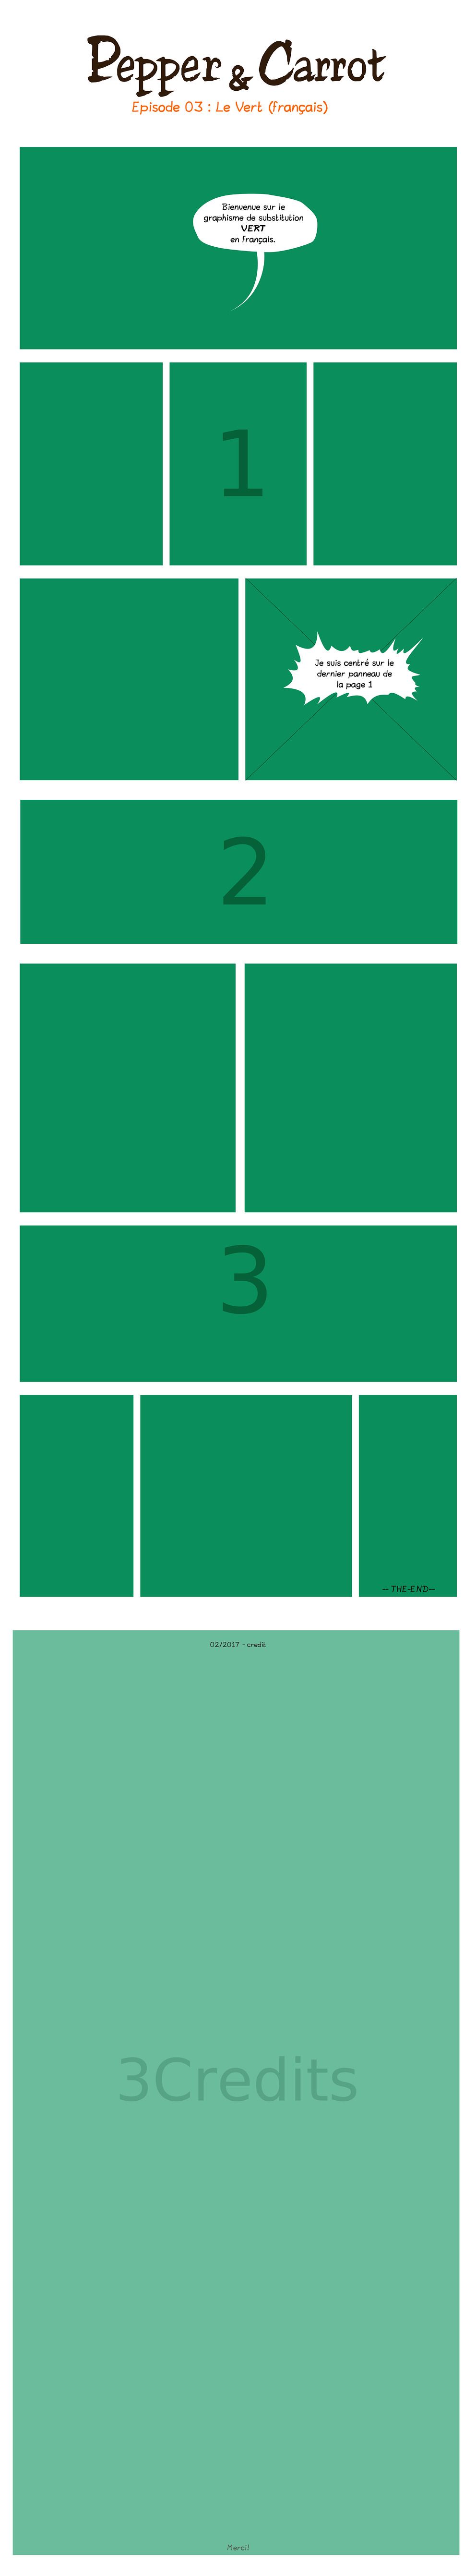 Pepper & Carrot
Episode 03 : Le Vert (français)
Bienvenue sur le
graphisme de substitution
VERT
en français.
1
Je suis centré sur le
dernier panneau de
la page 1
2
3
— THE-END—
02/2017 - credit
3Credits
Merci!